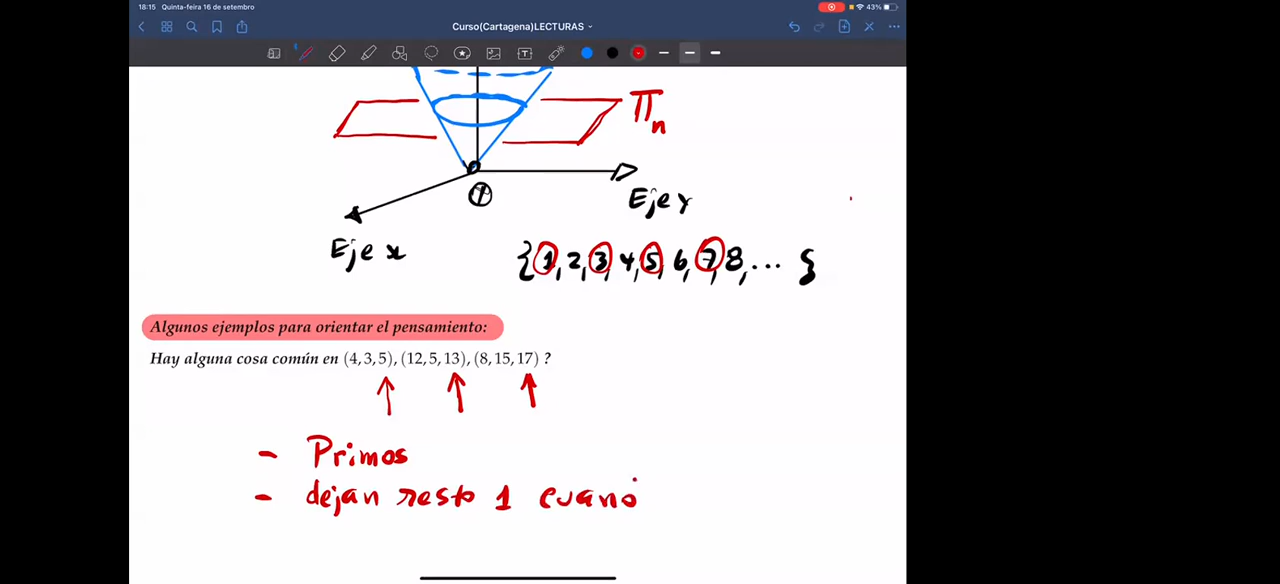 18:15 Quinta-feira 16 de setembro
43%
Curso(Cartagena)LECTURAS
Πn
Eje Y
Eje x
{1, 2, 3, 4, 5, 6, 7, 8, ... }
Algunos ejemplos para orientar el pensamiento:
Hay alguna cosa común en (4, 3, 5), (12, 5, 13), (8, 15, 17) ?
- Primos
- dejan resto 1 cuano